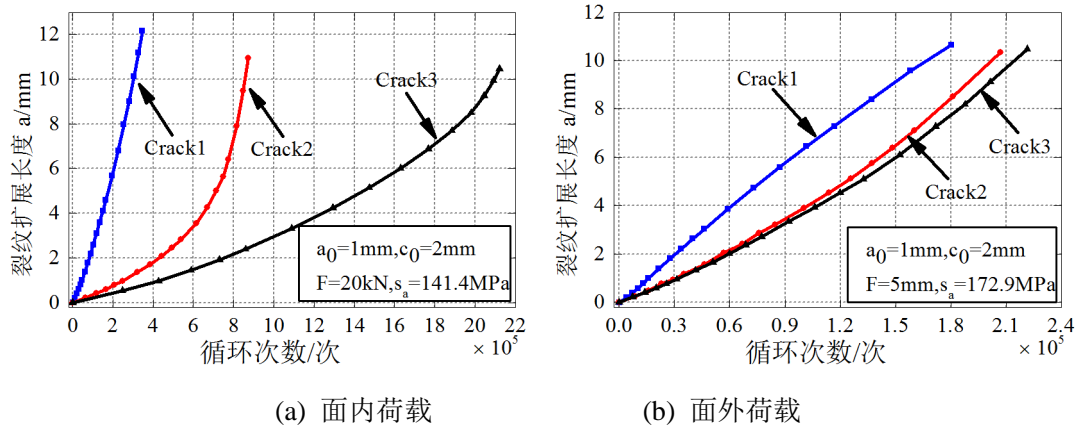 裂纹扩展长度 a/mm
12
10
8
6
4
2
0
Crack1
Crack2
Crack3
a0=1mm,c0=2mm
F=20kN,sa=141.4MPa
0 2 4 6 8 10 12 14 16 18 20 22
循环次数/次
× 10^5
(a) 面内荷载
裂纹扩展长度 a/mm
12
10
8
6
4
2
0
Crack1
Crack3
Crack2
a0=1mm,c0=2mm
F=5mm,sa=172.9MPa
0.0 0.3 0.6 0.9 1.2 1.5 1.8 2.1 2.4
循环次数/次
× 10^5
(b) 面外荷载